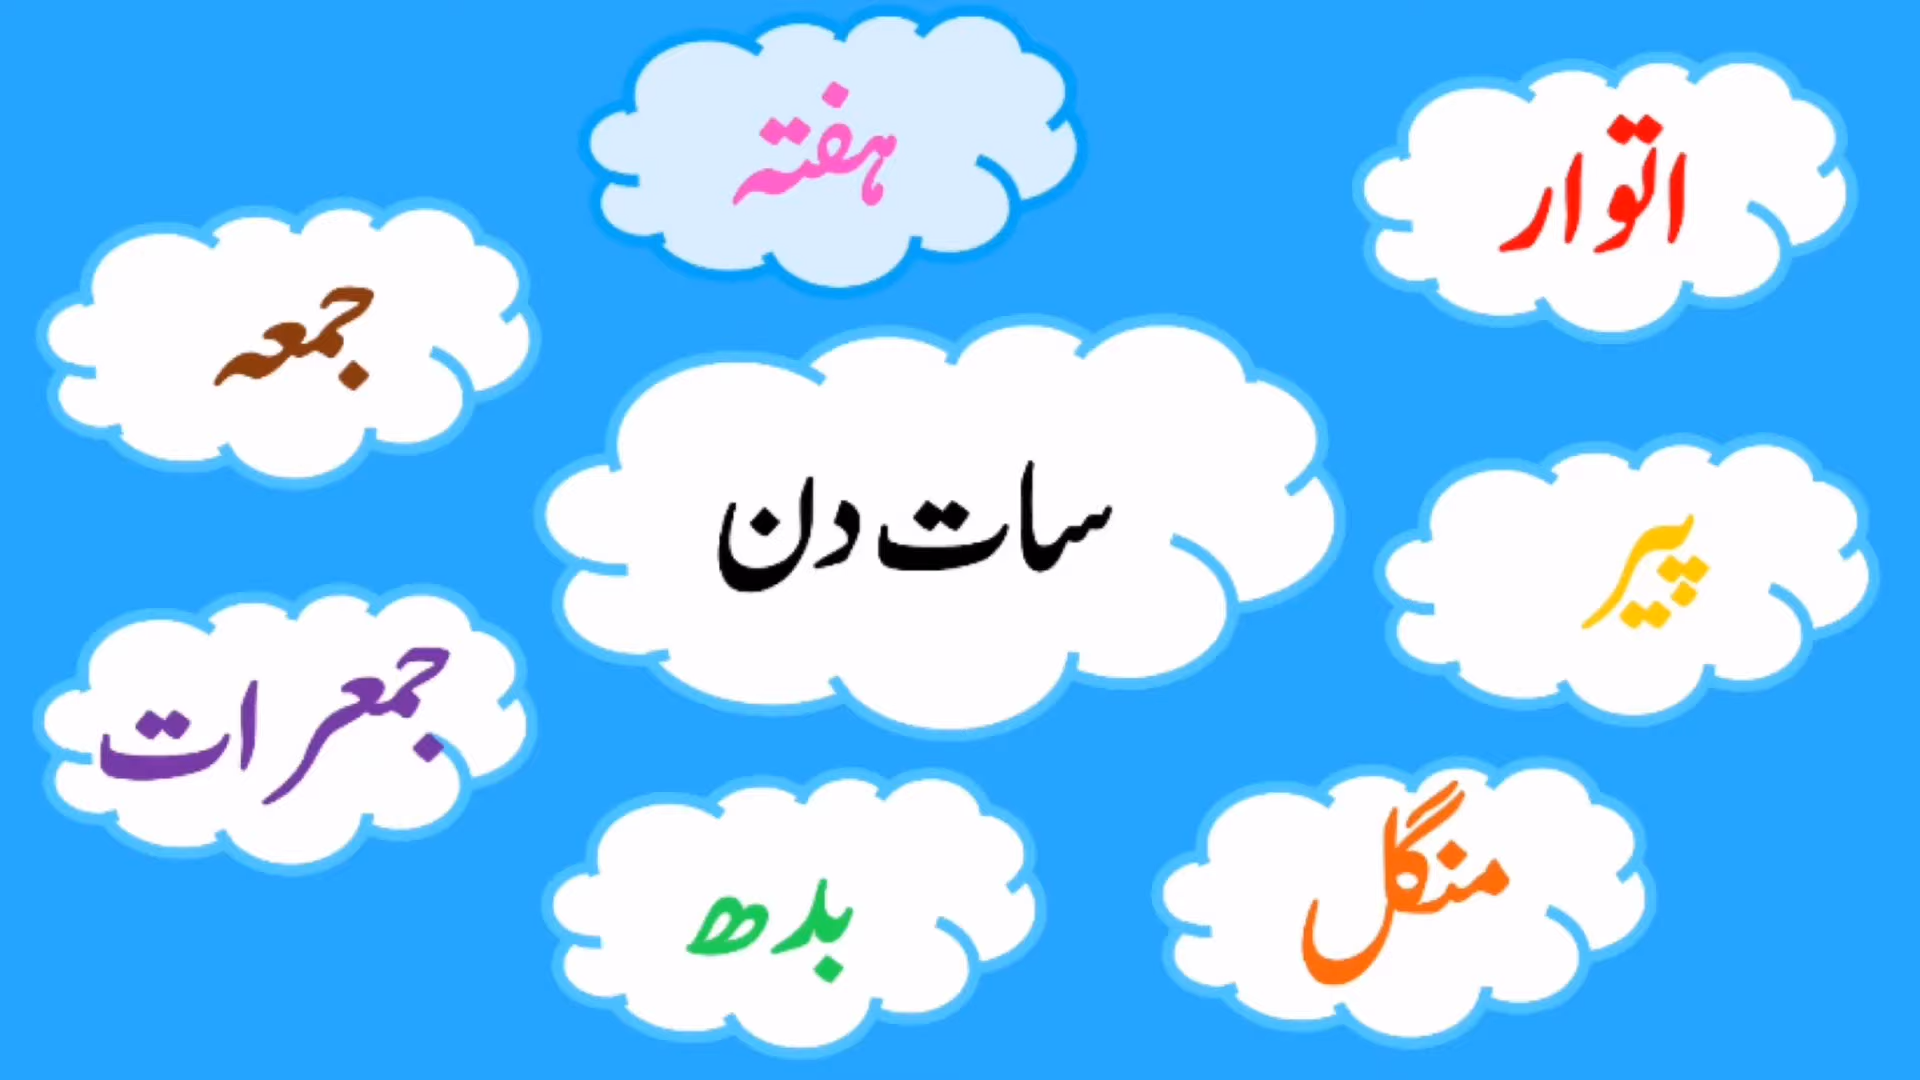 ہفتہ
اتوار
جمعہ
سات دن
پیر
جمعرات
منگل
بدھ